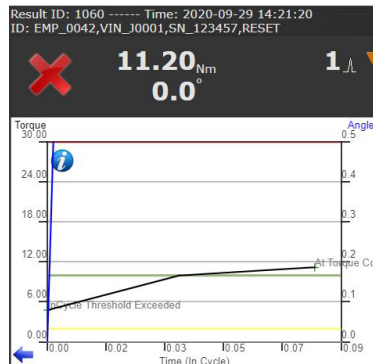 Result ID: 1060 ------ Time: 2020-09-29 14:21:20
ID: EMP_0042,VIN_J0001,SN_123457,RESET
11.20 Nm
1
0.0°
Torque
Angle
30.00
0.5
24.00
0.4
18.00
0.3
12.00
0.2
At Torque Co
6.00
0.1
nCycle Threshold Exceeded
0.00
0.0
0.00
0.02
0.03
0.05
0.07
0.09
Time (In Cycle)